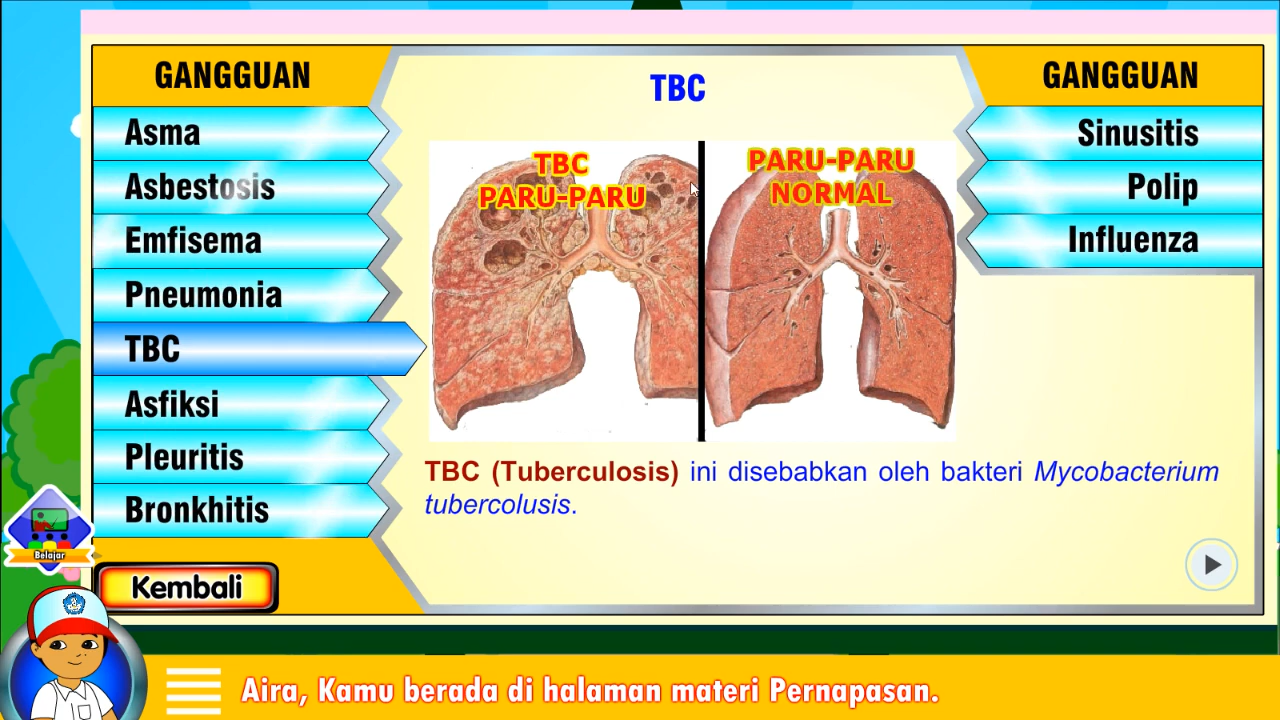 GANGGUAN
Asma
Asbestosis
Emfisema
Pneumonia
TBC
Asfiksi
Pleuritis
Bronkhitis
Kembali
Belajar
TBC
TBC
PARU-PARU
PARU-PARU
NORMAL
TBC (Tuberculosis) ini disebabkan oleh bakteri Mycobacterium
tubercolusis.
GANGGUAN
Sinusitis
Polip
Influenza
Aira, Kamu berada di halaman materi Pernapasan.